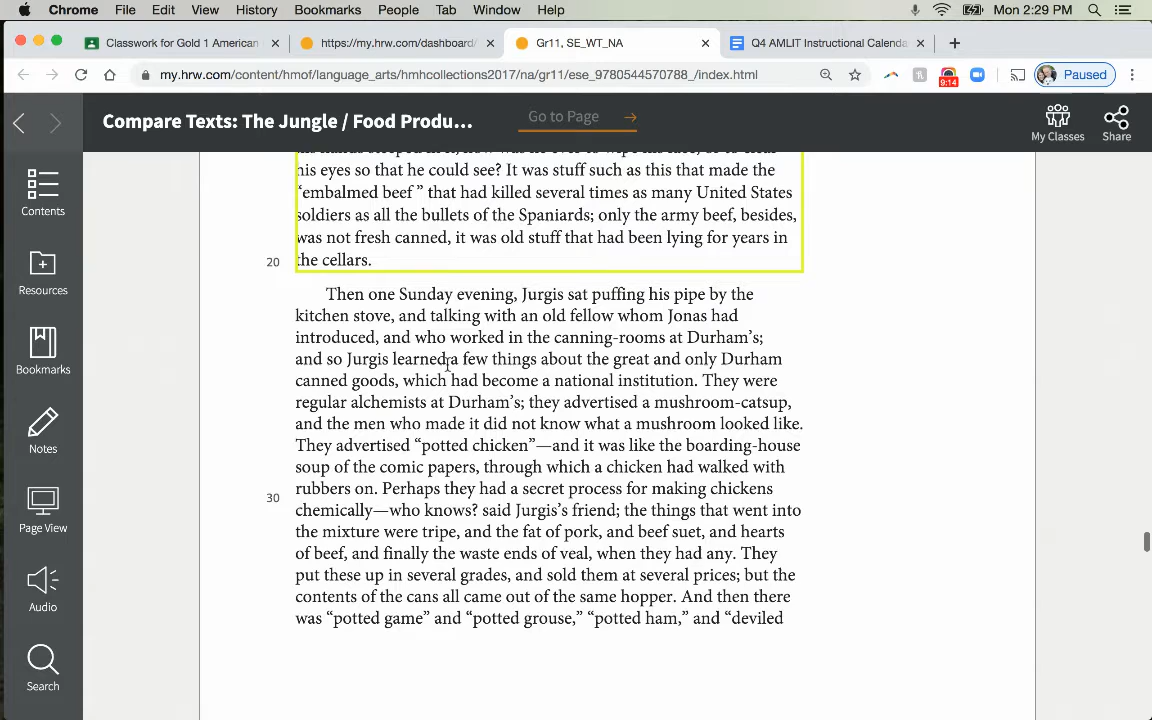 Chrome File Edit View History Bookmarks People Tab Window Help Mon 2:29 PM
Classwork for Gold 1 American
https://my.hrw.com/dashboard/
Gr11, SE_WT_NA
Q4 AMLIT Instructional Calenda
my.hrw.com/content/hmof/language_arts/hmhcollections2017/na/gr11/ese_9780544570788_/index.html
9:14
Paused
Compare Texts: The Jungle / Food Produ...
Go to Page
My Classes
Share
Contents
Resources
Bookmarks
Notes
Page View
Audio
Search
his eyes so that he could see? It was stuff such as this that made the
“embalmed beef ” that had killed several times as many United States
soldiers as all the bullets of the Spaniards; only the army beef, besides,
was not fresh canned, it was old stuff that had been lying for years in
20 the cellars.
Then one Sunday evening, Jurgis sat puffing his pipe by the
kitchen stove, and talking with an old fellow whom Jonas had
introduced, and who worked in the canning-rooms at Durham’s;
and so Jurgis learned a few things about the great and only Durham
canned goods, which had become a national institution. They were
regular alchemists at Durham’s; they advertised a mushroom-catsup,
and the men who made it did not know what a mushroom looked like.
They advertised “potted chicken”—and it was like the boarding-house
soup of the comic papers, through which a chicken had walked with
30 rubbers on. Perhaps they had a secret process for making chickens
chemically—who knows? said Jurgis’s friend; the things that went into
the mixture were tripe, and the fat of pork, and beef suet, and hearts
of beef, and finally the waste ends of veal, when they had any. They
put these up in several grades, and sold them at several prices; but the
contents of the cans all came out of the same hopper. And then there
was “potted game” and “potted grouse,” “potted ham,” and “deviled